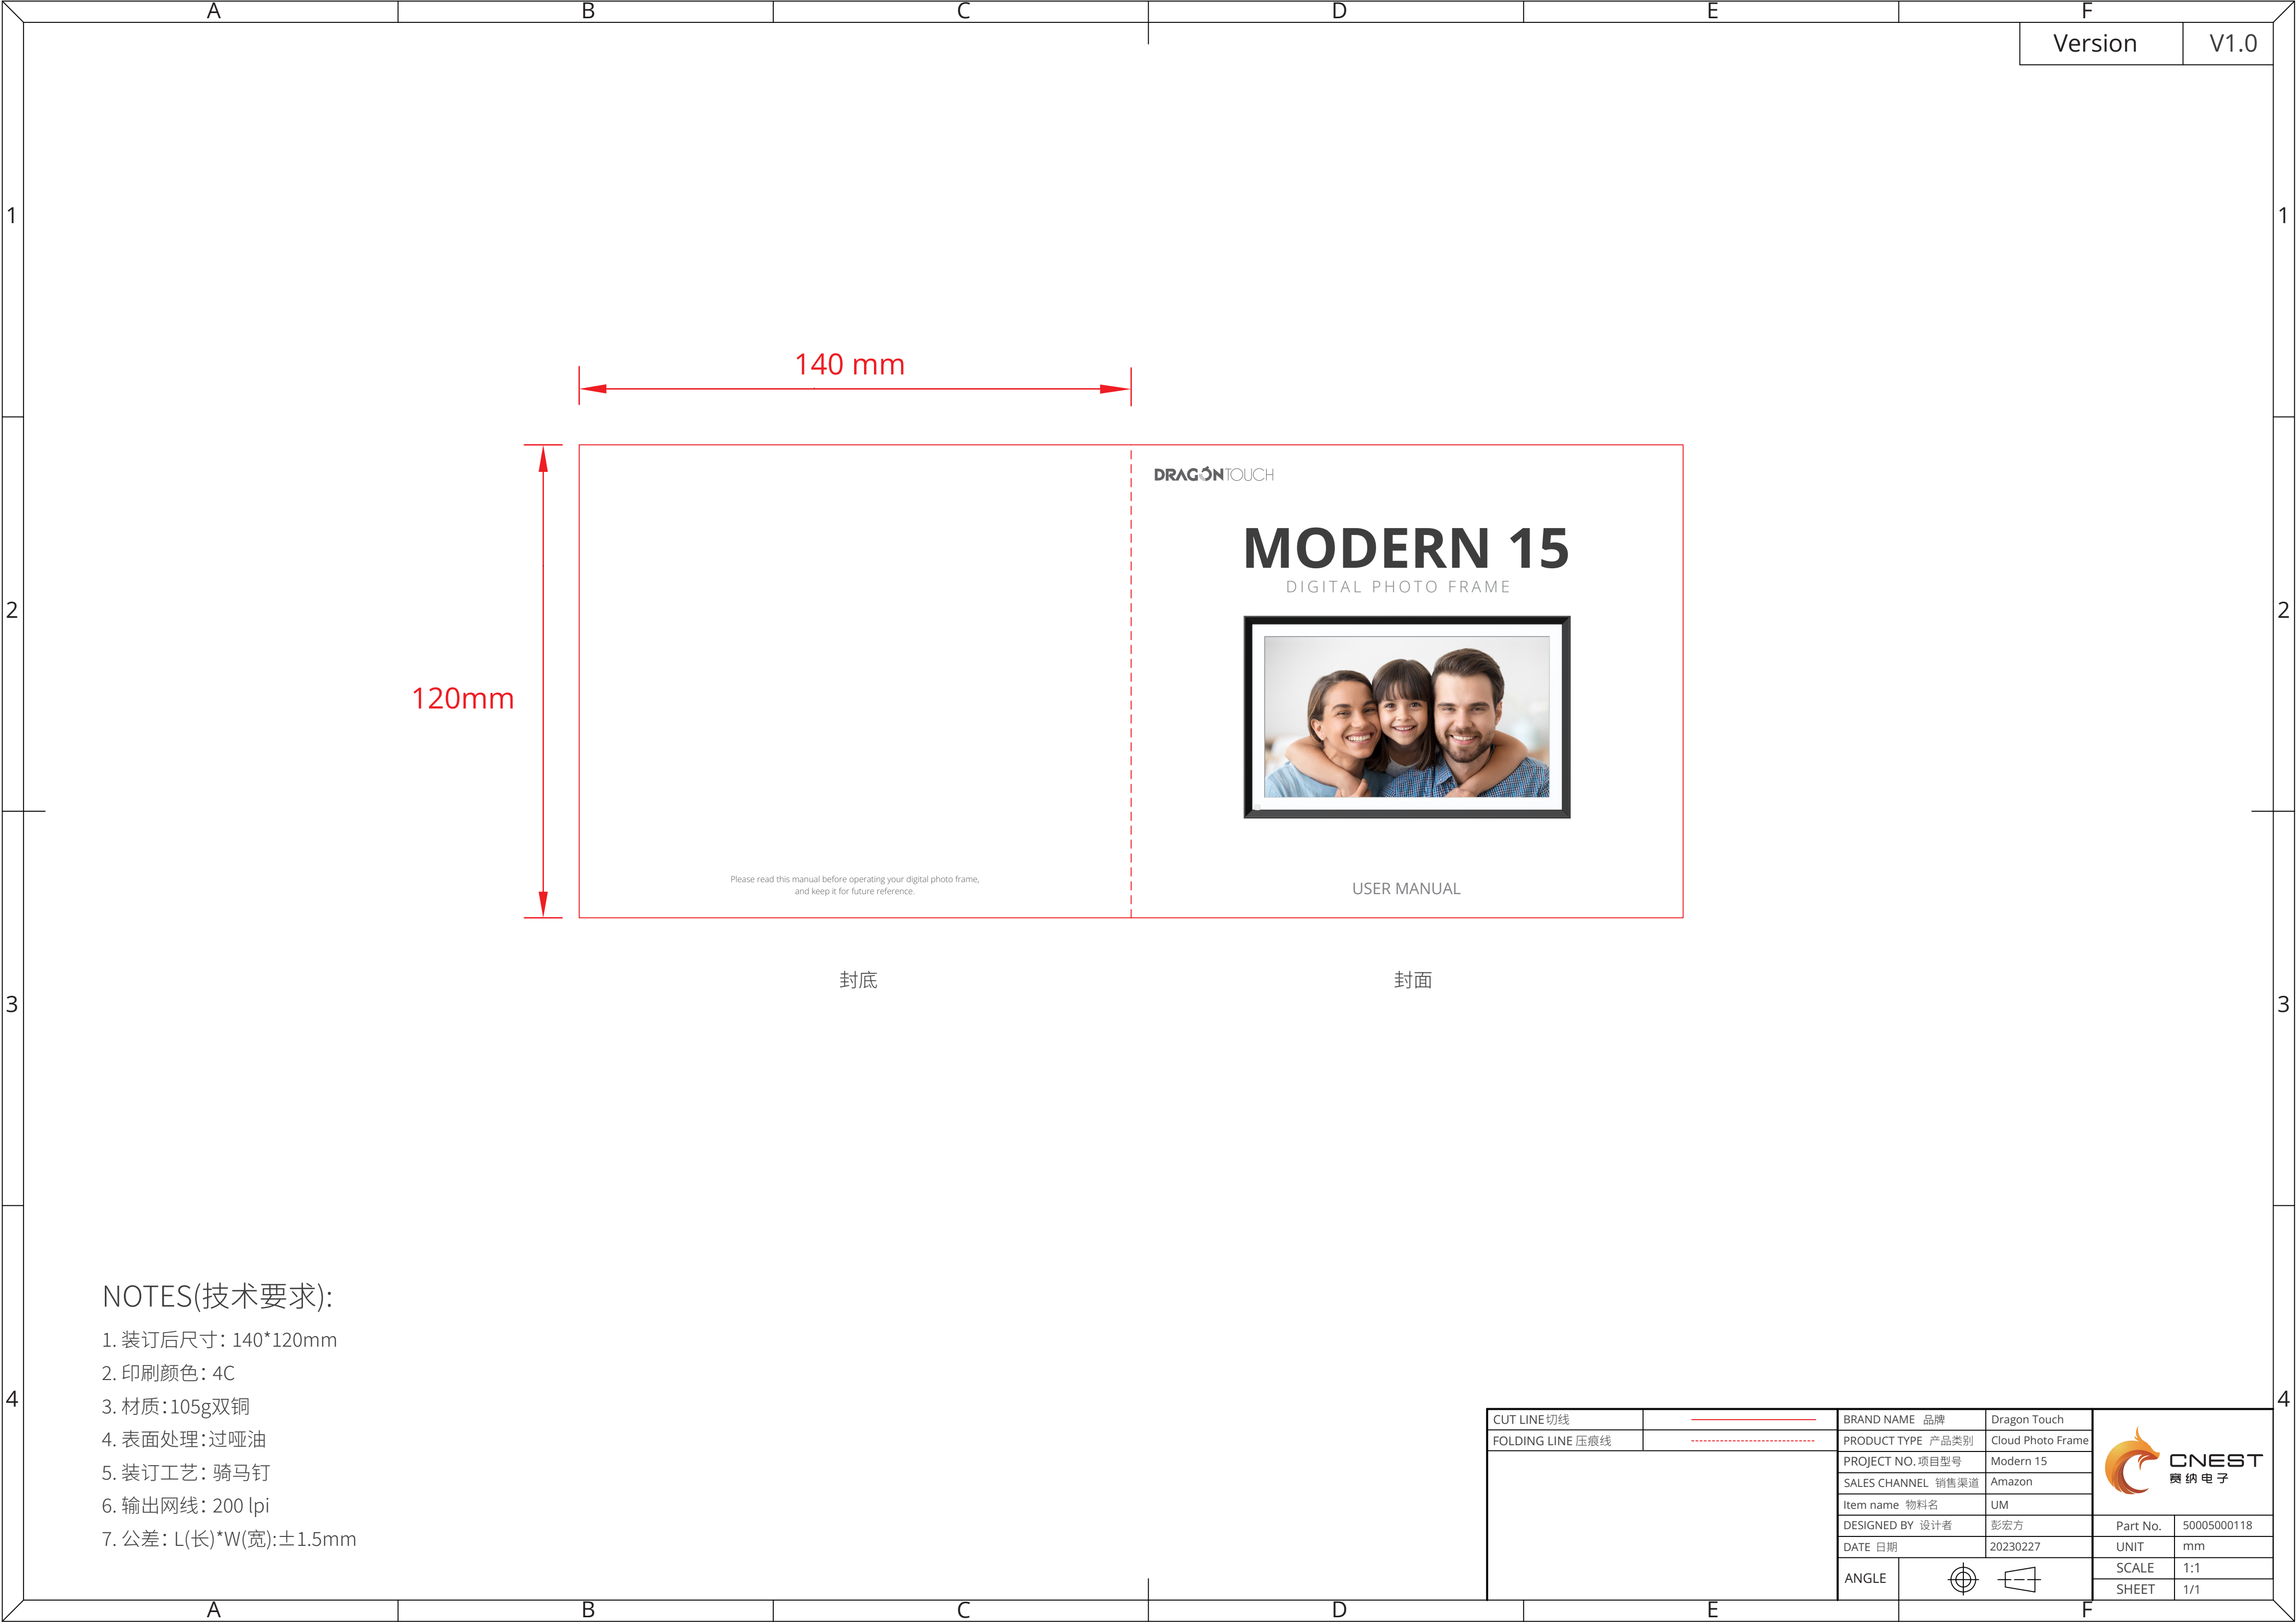 A B C D E F
Version V1.0
1 1
140 mm
DRAGONTOUCH
MODERN 15
DIGITAL PHOTO FRAME
2 2
120mm
Please read this manual before operating your digital photo frame,
and keep it for future reference.
USER MANUAL
封底 封面
3 3
NOTES(技术要求):
1. 装订后尺寸：140*120mm
2. 印刷颜色：4C
3. 材质：105g双铜
4. 表面处理：过哑油
5. 装订工艺：骑马钉
6. 输出网线：200 lpi
7. 公差：L(长)*W(宽):±1.5mm
4 4
CUT LINE切线
FOLDING LINE 压痕线
BRAND NAME 品牌 Dragon Touch
PRODUCT TYPE 产品类别 Cloud Photo Frame
PROJECT NO. 项目型号 Modern 15
SALES CHANNEL 销售渠道 Amazon
Item name 物料名 UM
DESIGNED BY 设计者 彭宏方
DATE 日期 20230227
ANGLE
CNEST
赛纳电子
Part No. 50005000118
UNIT mm
SCALE 1:1
SHEET 1/1
A B C D E F